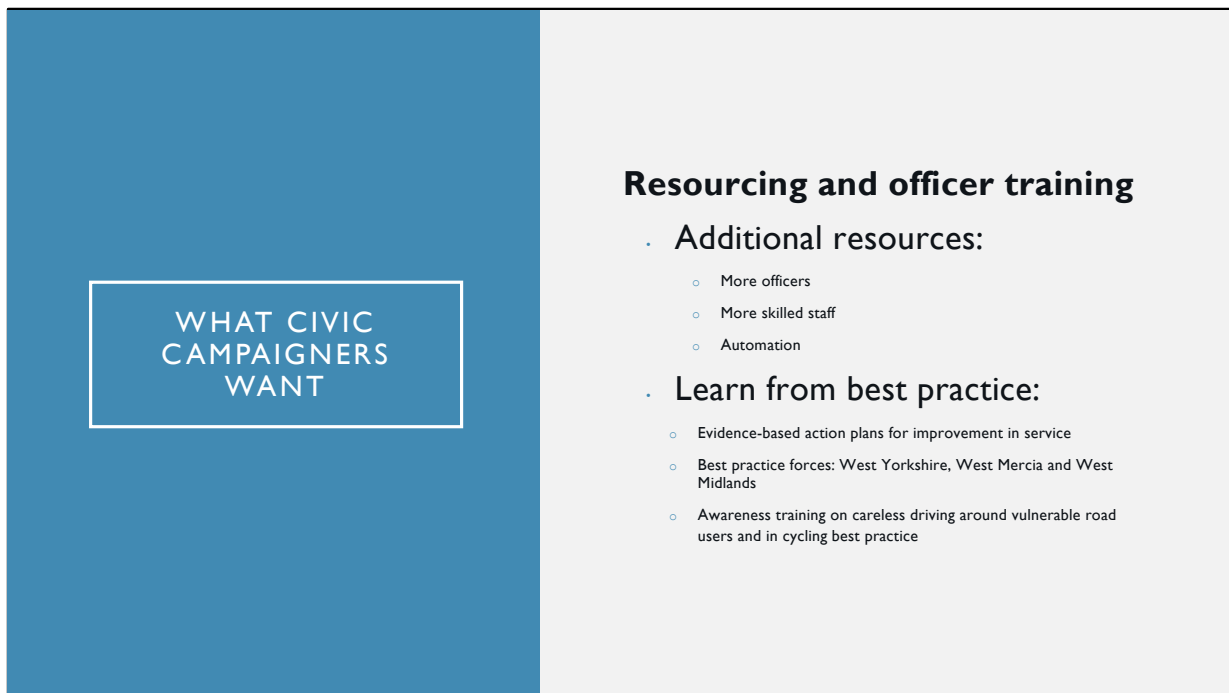 WHAT CIVIC
CAMPAIGNERS
WANT
Resourcing and officer training
• Additional resources:
○ More officers
○ More skilled staff
○ Automation
• Learn from best practice:
○ Evidence-based action plans for improvement in service
○ Best practice forces: West Yorkshire, West Mercia and West
Midlands
○ Awareness training on careless driving around vulnerable road
users and in cycling best practice